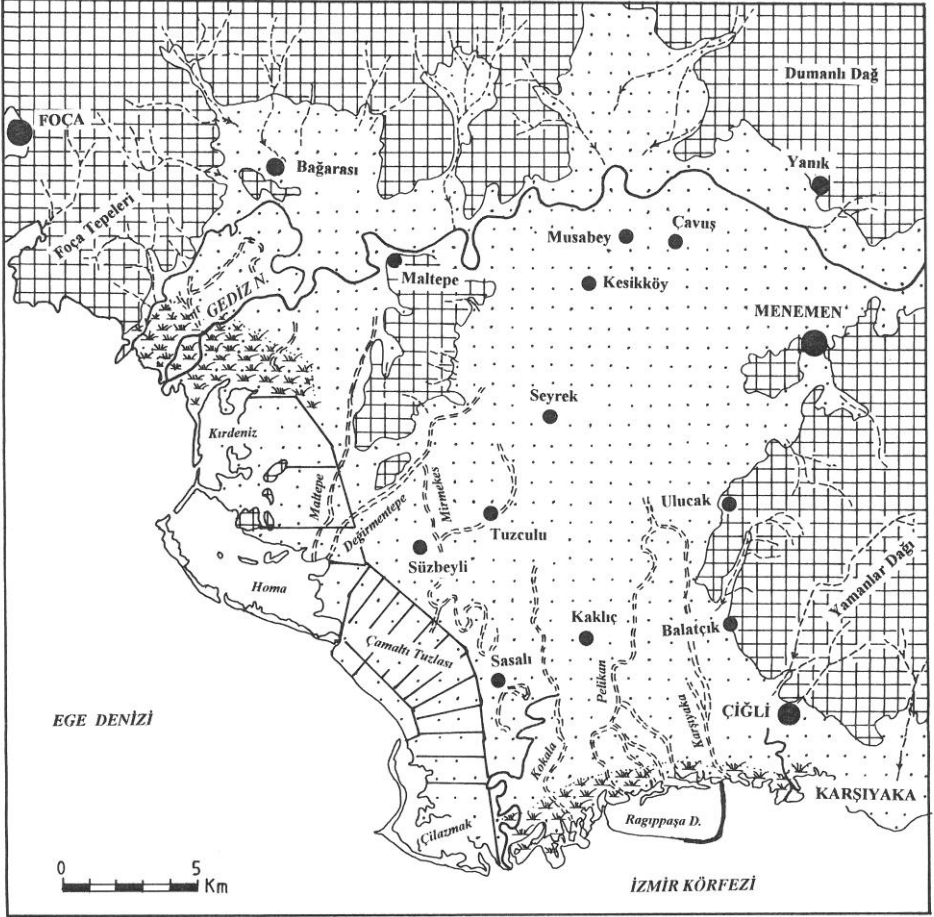 Dumanlı Dağ
FOÇA
Bağarası
Yanık
Foça Tepeleri
Musabey
Çavuş
Maltepe
Kesikköy
GEDİZ N.
MENEMEN
Seyrek
Kırdeniz
Maltepe
Değirmentepe
Mirmekes
Ulucak
Tuzculu
Süzbeyli
Homa
Yamanlar Dağı
Kaklıç
Balatçık
Çamaltı Tuzlası
Sasalı
Pelikan
EGE DENİZİ
ÇİĞLİ
Karşıyaka
Kokala
KARŞIYAKA
Ragıppaşa D.
Çilazmak
0 5
Km
İZMİR KÖRFEZİ